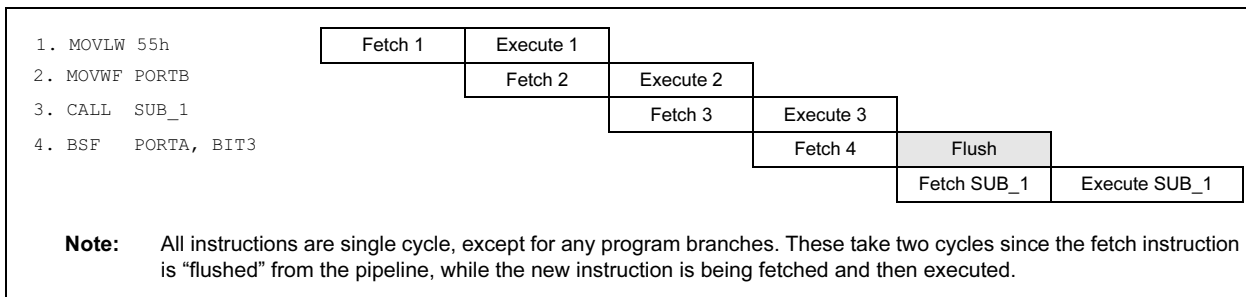 1. MOVLW 55h Fetch 1 Execute 1
2. MOVWF PORTB Fetch 2 Execute 2
3. CALL SUB_1 Fetch 3 Execute 3
4. BSF PORTA, BIT3 Fetch 4 Flush
Fetch SUB_1 Execute SUB_1
Note: All instructions are single cycle, except for any program branches. These take two cycles since the fetch instruction
is “flushed” from the pipeline, while the new instruction is being fetched and then executed.